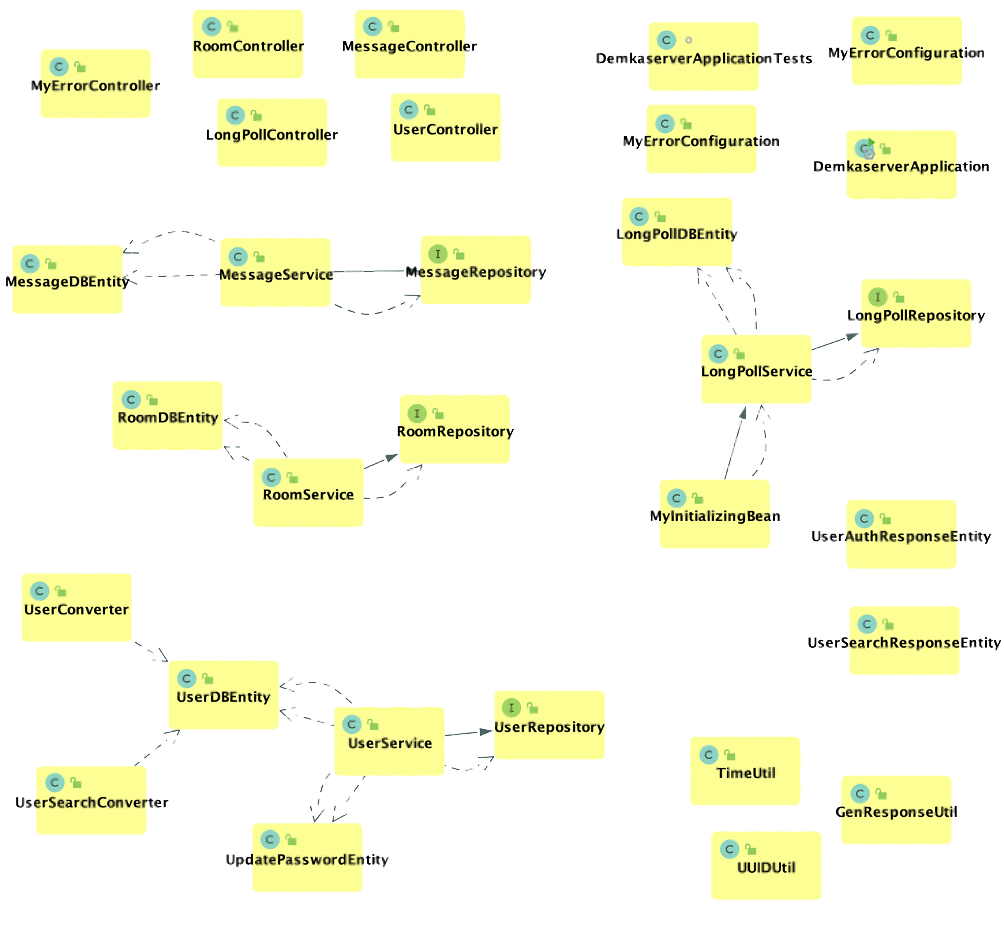 C RoomController
C MessageController
C MyErrorController
C LongPollController
C UserController
C DemkaserverApplicationTests
C MyErrorConfiguration
C MyErrorConfiguration
C DemkaserverApplication
C LongPollDBEntity
C MessageDBEntity
C MessageService
I MessageRepository
I LongPollRepository
C LongPollService
C RoomDBEntity
I RoomRepository
C RoomService
C MyInitializingBean
C UserAuthResponseEntity
C UserConverter
C UserSearchResponseEntity
C UserDBEntity
C UserService
I UserRepository
C UserSearchConverter
C UpdatePasswordEntity
C TimeUtil
C GenResponseUtil
C UUIDUtil